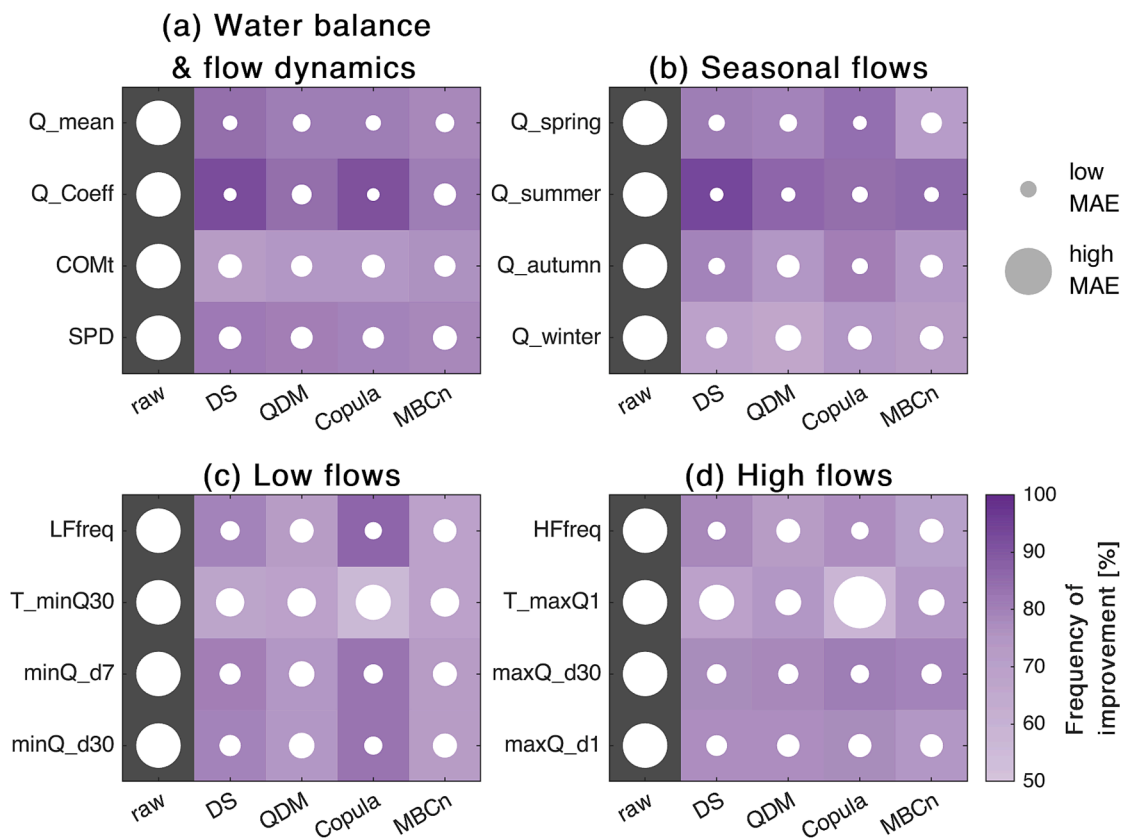 (a) Water balance
& flow dynamics
Q_mean
Q_Coeff
COMt
SPD
raw
DS
QDM
Copula
MBCn
(b) Seasonal flows
Q_spring
Q_summer
Q_autumn
Q_winter
raw
DS
QDM
Copula
MBCn
low
MAE
high
MAE
(c) Low flows
LFfreq
T_minQ30
minQ_d7
minQ_d30
raw
DS
QDM
Copula
MBCn
(d) High flows
HFfreq
T_maxQ1
maxQ_d30
maxQ_d1
raw
DS
QDM
Copula
MBCn
100
90
80
70
60
50
Frequency of
improvement [%]